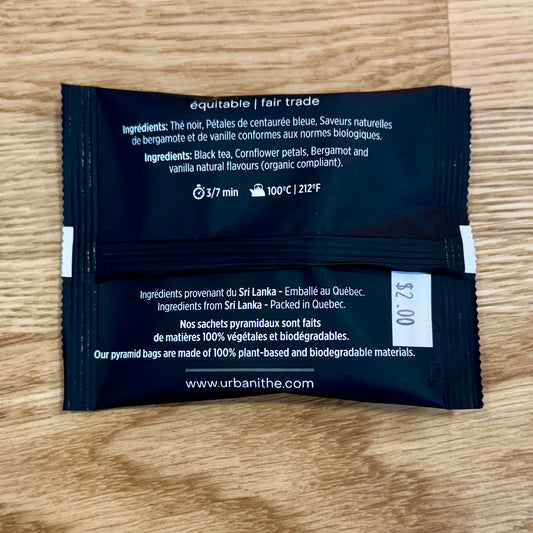 équitable | fair trade
Ingrédients: Thé noir, Pétales de centaurée bleue, Saveurs naturelles
de bergamote et de vanille conformes aux normes biologiques.
Ingredients: Black tea, Cornflower petals, Bergamot and
vanilla natural flavours (organic compliant).
3/7 min 100°C | 212°F
Ingrédients provenant du Sri Lanka - Emballé au Québec.
Ingredients from Sri Lanka - Packed in Quebec.
$2.00
Nos sachets pyramidaux sont faits
de matières 100% végétales et biodégradables.
Our pyramid bags are made of 100% plant-based and biodegradable materials.
www.urbanithe.com